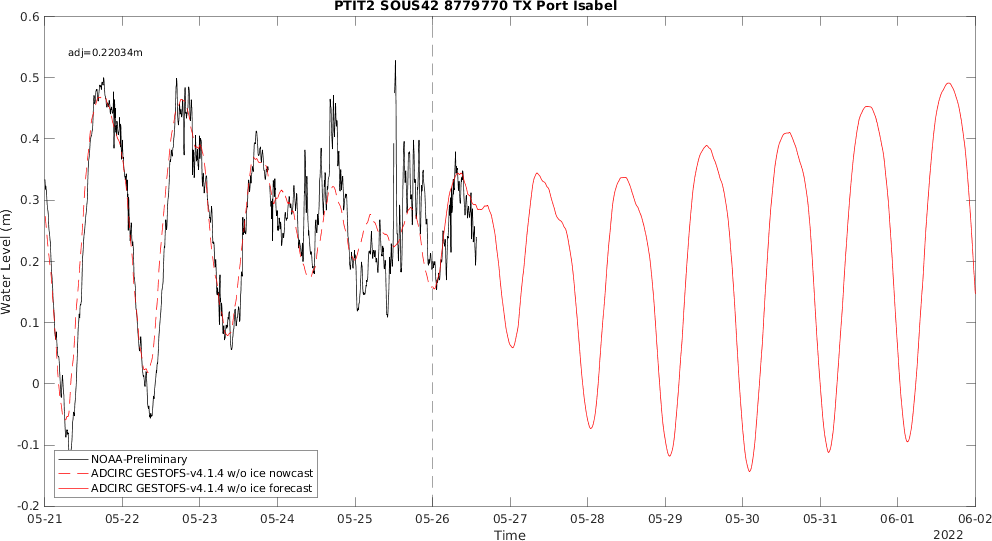 PTIT2 SOUS42 8779770 TX Port Isabel
0.6
0.5
0.4
0.3
0.2
0.1
0
-0.1
-0.2
Water Level (m)
adj=0.22034m
NOAA-Preliminary
ADCIRC GESTOFS-v4.1.4 w/o ice nowcast
ADCIRC GESTOFS-v4.1.4 w/o ice forecast
05-21 05-22 05-23 05-24 05-25 05-26 05-27 05-28 05-29 05-30 05-31 06-01 06-02
Time
2022